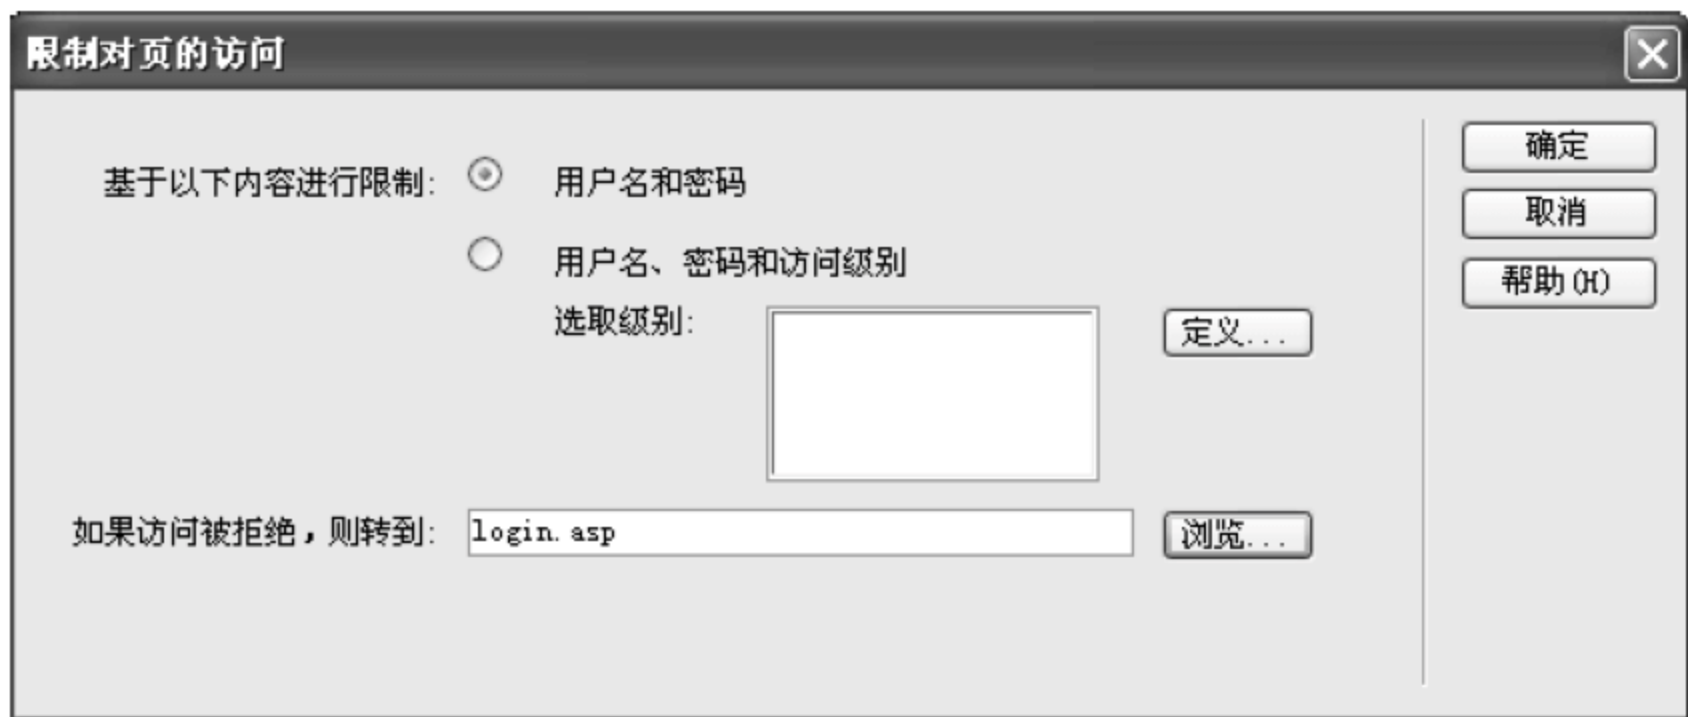 限制对页的访问
基于以下内容进行限制: 用户名和密码
用户名、密码和访问级别
选取级别:
定义...
如果访问被拒绝，则转到: login.asp
浏览...
确定
取消
帮助(H)